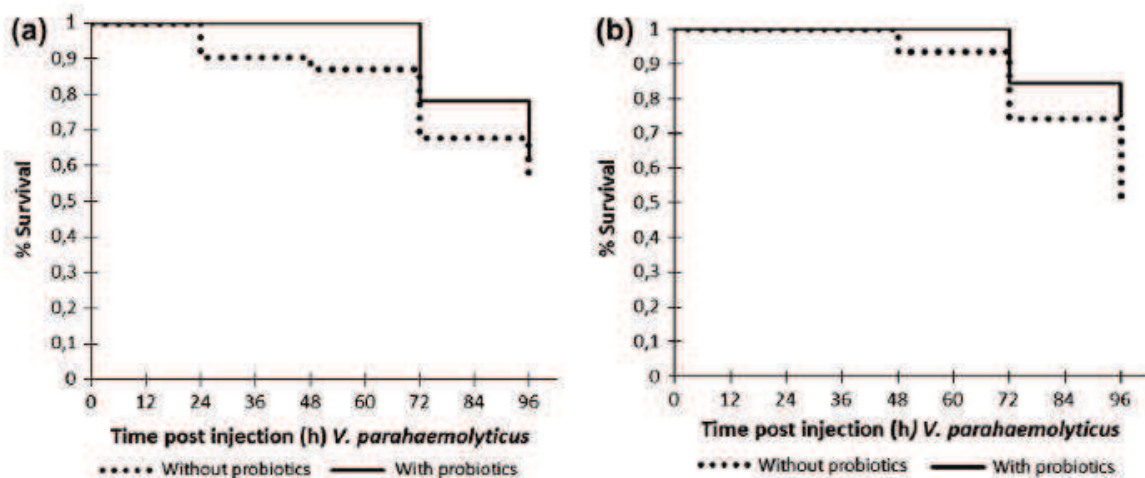 (a)
% Survival
1
0,9
0,8
0,7
0,6
0,5
0,4
0,3
0,2
0,1
0
0 12 24 36 48 60 72 84 96
Time post injection (h) V. parahaemolyticus
Without probiotics With probiotics
(b)
% Survival
1
0,9
0,8
0,7
0,6
0,5
0,4
0,3
0,2
0,1
0
0 12 24 36 48 60 72 84 96
Time post injection (h) V. parahaemolyticus
Without probiotics With probiotics